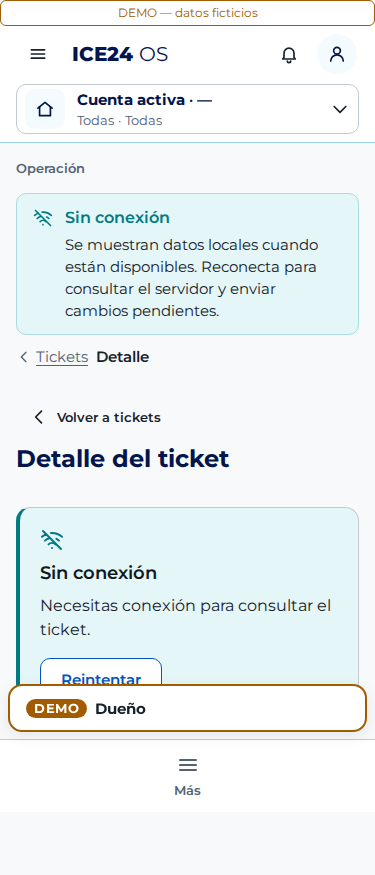 DEMO — datos ficticios
ICE24 OS
Cuenta activa · —
Todas · Todas
Operación
Sin conexión
Se muestran datos locales cuando
están disponibles. Reconecta para
consultar el servidor y enviar
cambios pendientes.
Tickets Detalle
Volver a tickets
Detalle del ticket
Sin conexión
Necesitas conexión para consultar el
ticket.
Reintentar
DEMO Dueño
Más